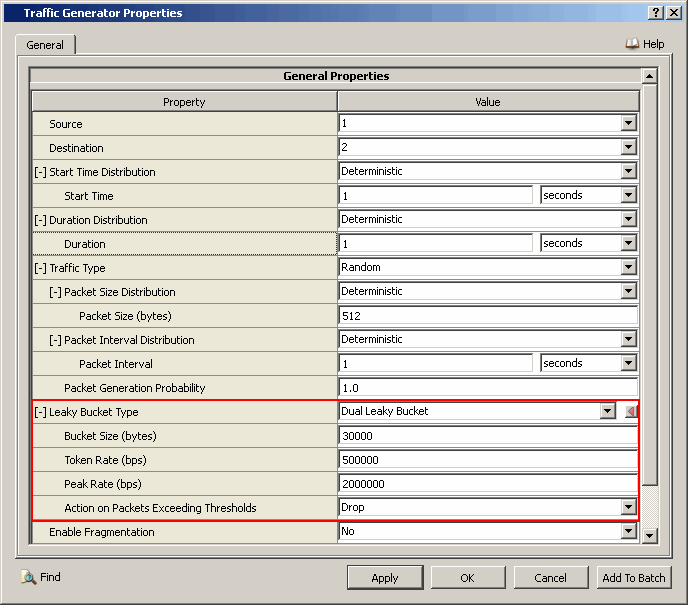 Traffic Generator Properties
General
Help
General Properties
Property Value
Source 1
Destination 2
[-] Start Time Distribution Deterministic
Start Time 1 seconds
[-] Duration Distribution Deterministic
Duration 1 seconds
[-] Traffic Type Random
[-] Packet Size Distribution Deterministic
Packet Size (bytes) 512
[-] Packet Interval Distribution Deterministic
Packet Interval 1 seconds
Packet Generation Probability 1.0
[-] Leaky Bucket Type Dual Leaky Bucket
Bucket Size (bytes) 30000
Token Rate (bps) 500000
Peak Rate (bps) 2000000
Action on Packets Exceeding Thresholds Drop
Enable Fragmentation No
Find Apply OK Cancel Add To Batch